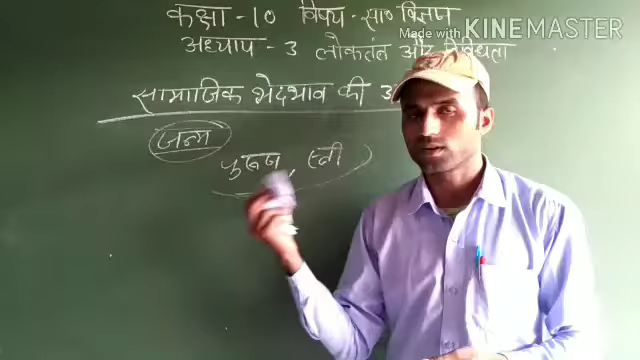 कक्षा - 10 विषय - सा० विज्ञान
Made with KINEMASTER
अध्याय - 3 लोकतंत्र और विविधता
सामाजिक भेदभाव की
जन्म
पुरुष, स्त्री